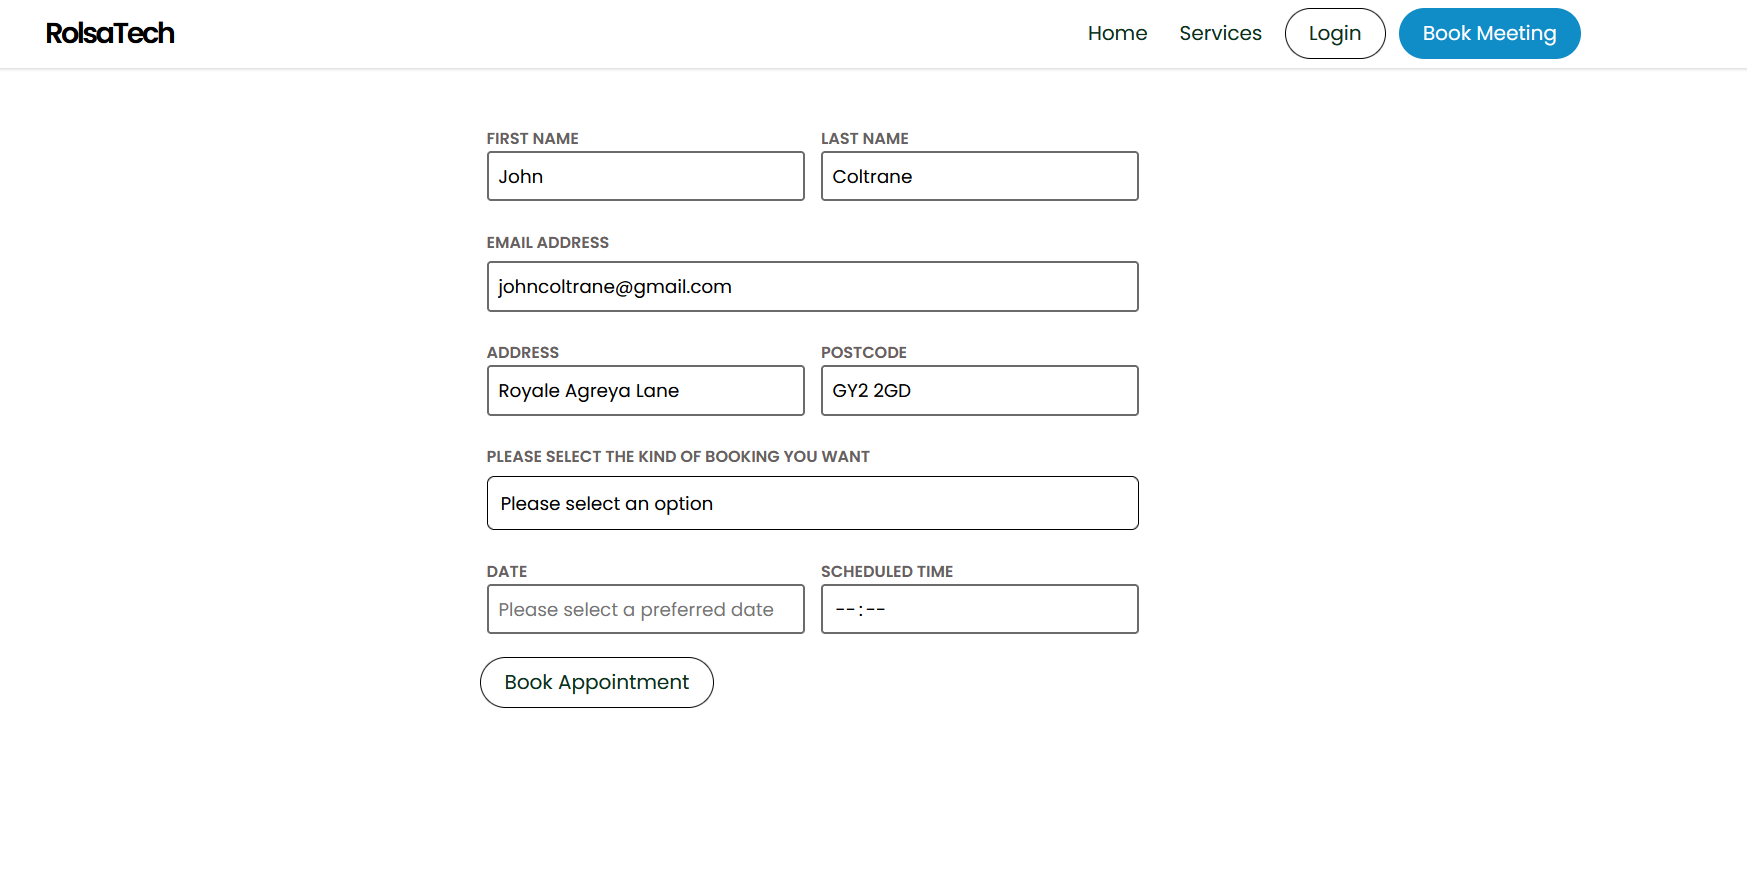 RolsaTech Home Services Login Book Meeting
FIRST NAME LAST NAME
John Coltrane
EMAIL ADDRESS
johncoltrane@gmail.com
ADDRESS POSTCODE
Royale Agreya Lane GY2 2GD
PLEASE SELECT THE KIND OF BOOKING YOU WANT
Please select an option
DATE SCHEDULED TIME
Please select a preferred date --:--
Book Appointment